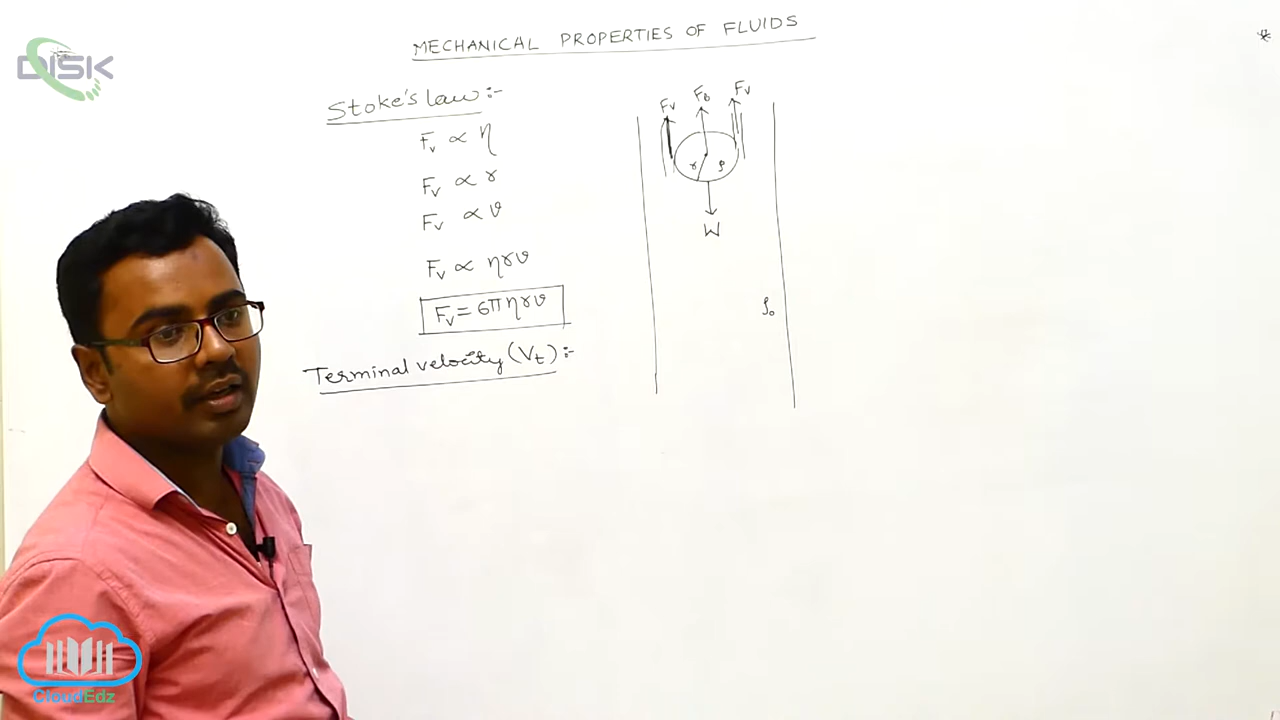 DISK
MECHANICAL PROPERTIES OF FLUIDS
*
Stoke's law :-
Fv ∝ η
Fv ∝ r
Fv ∝ v
Fv ∝ ηrv
Fv = 6πηrv
Terminal velocity (Vt) :-
Fv Fb Fv
r ρ
W
ρo
CloudEdz